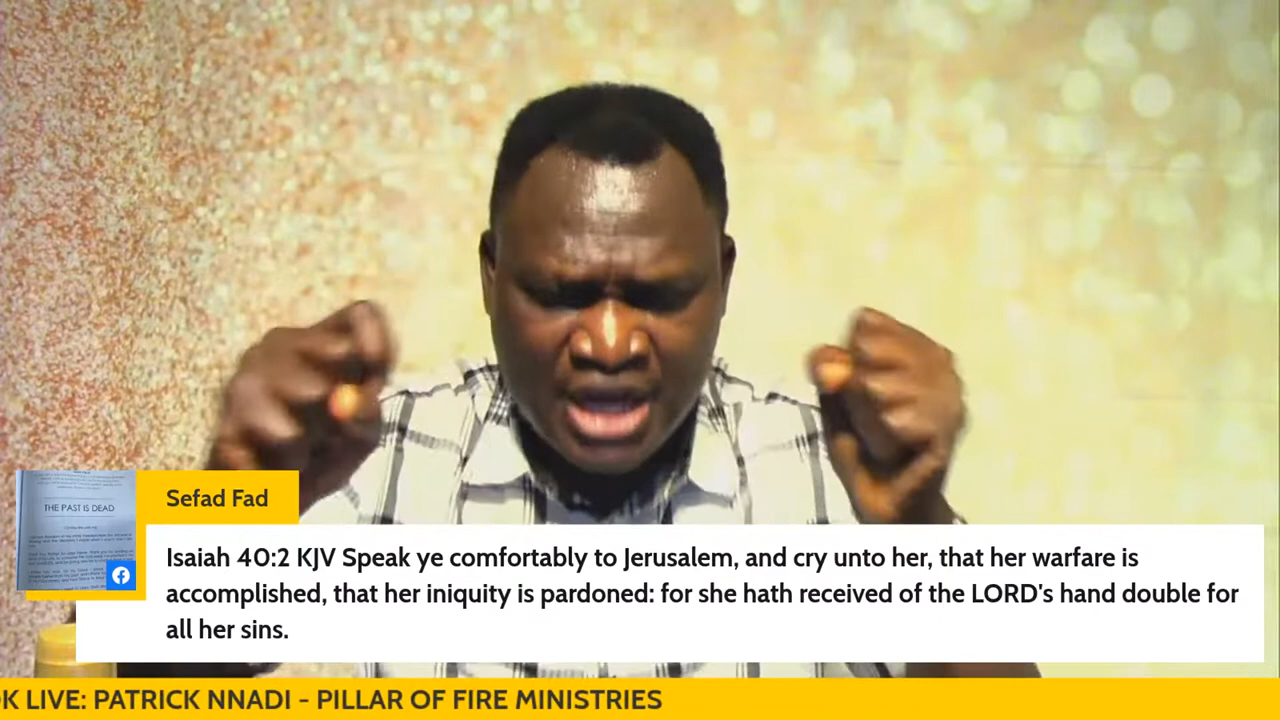 THE PAST IS DEAD
Sefad Fad
Isaiah 40:2 KJV Speak ye comfortably to Jerusalem, and cry unto her, that her warfare is
accomplished, that her iniquity is pardoned: for she hath received of the LORD's hand double for
all her sins.
K LIVE: PATRICK NNADI - PILLAR OF FIRE MINISTRIES